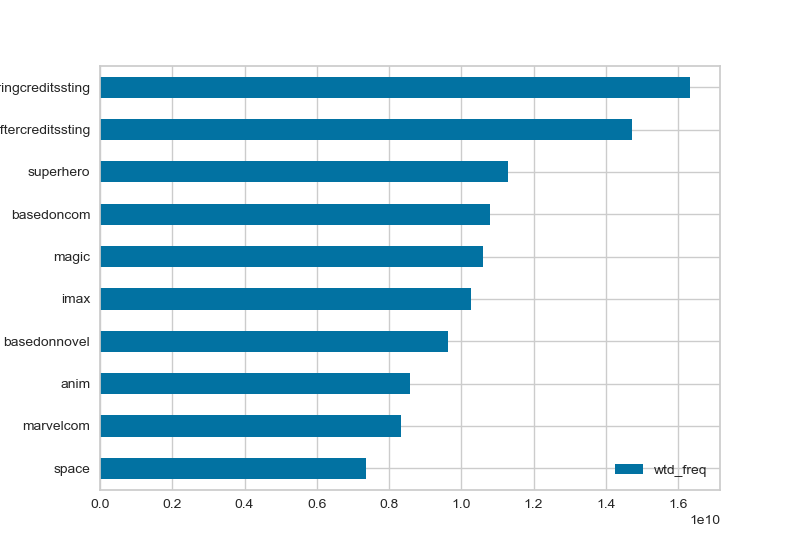 ringcreditssting
ftercreditssting
superhero
basedoncom
magic
imax
basedonnovel
anim
marvelcom
space
wtd_freq
0.0 0.2 0.4 0.6 0.8 1.0 1.2 1.4 1.6
1e10